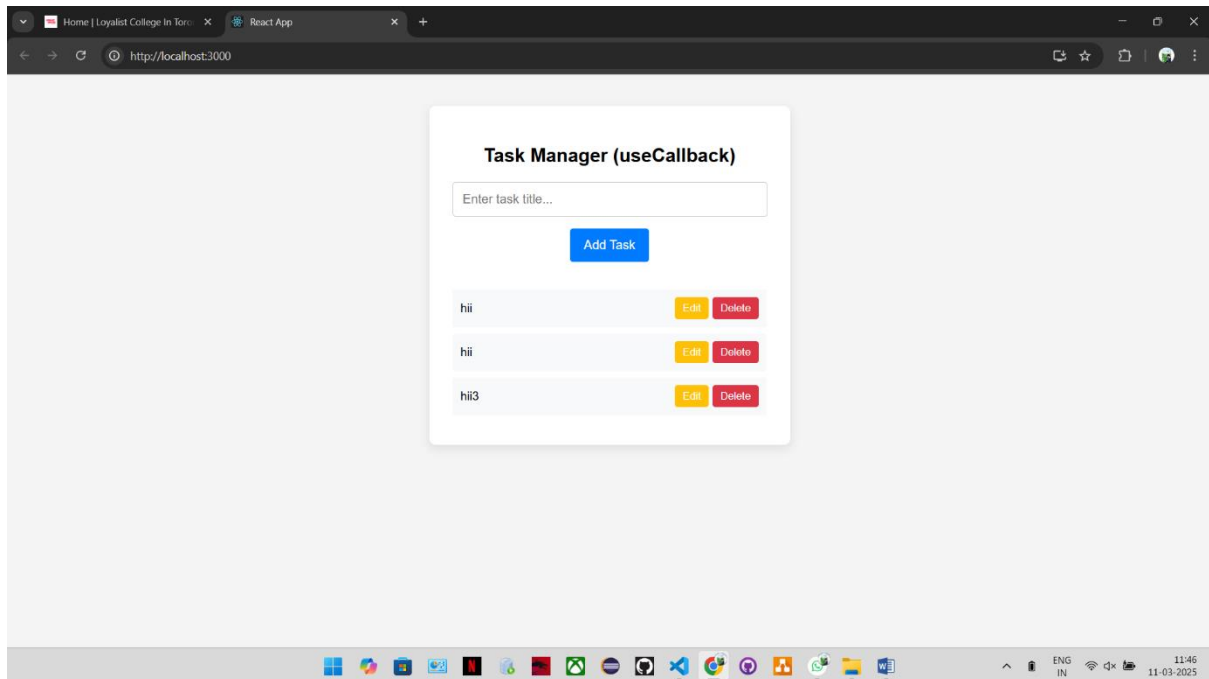 Home | Loyalist College In Toro
React App
http://localhost:3000
Task Manager (useCallback)
Enter task title...
Add Task
hii
Edit
Delete
hii
Edit
Delete
hii3
Edit
Delete
ENG
IN
11:46
11-03-2025